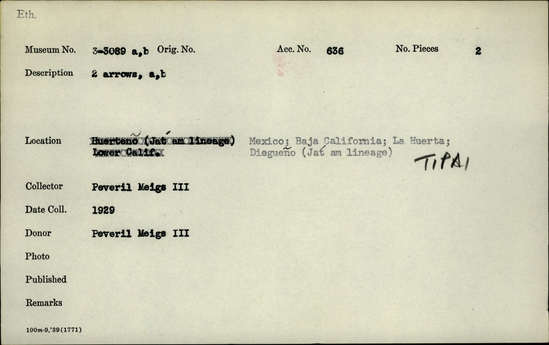 Eth.
Museum No. 3-3089 a,b Orig. No. Acc. No. 636 No. Pieces 2
Description 2 arrows, a,b
Location Huerteño (Jat́ am lineage) Mexico; Baja California; La Huerta;
Lower Calif. Diegueño (Jat́ am lineage) TIPAI
Collector Peveril Meigs III
Date Coll. 1929
Donor Peveril Meigs III
Photo
Published
Remarks
100m-9,'39(1771)